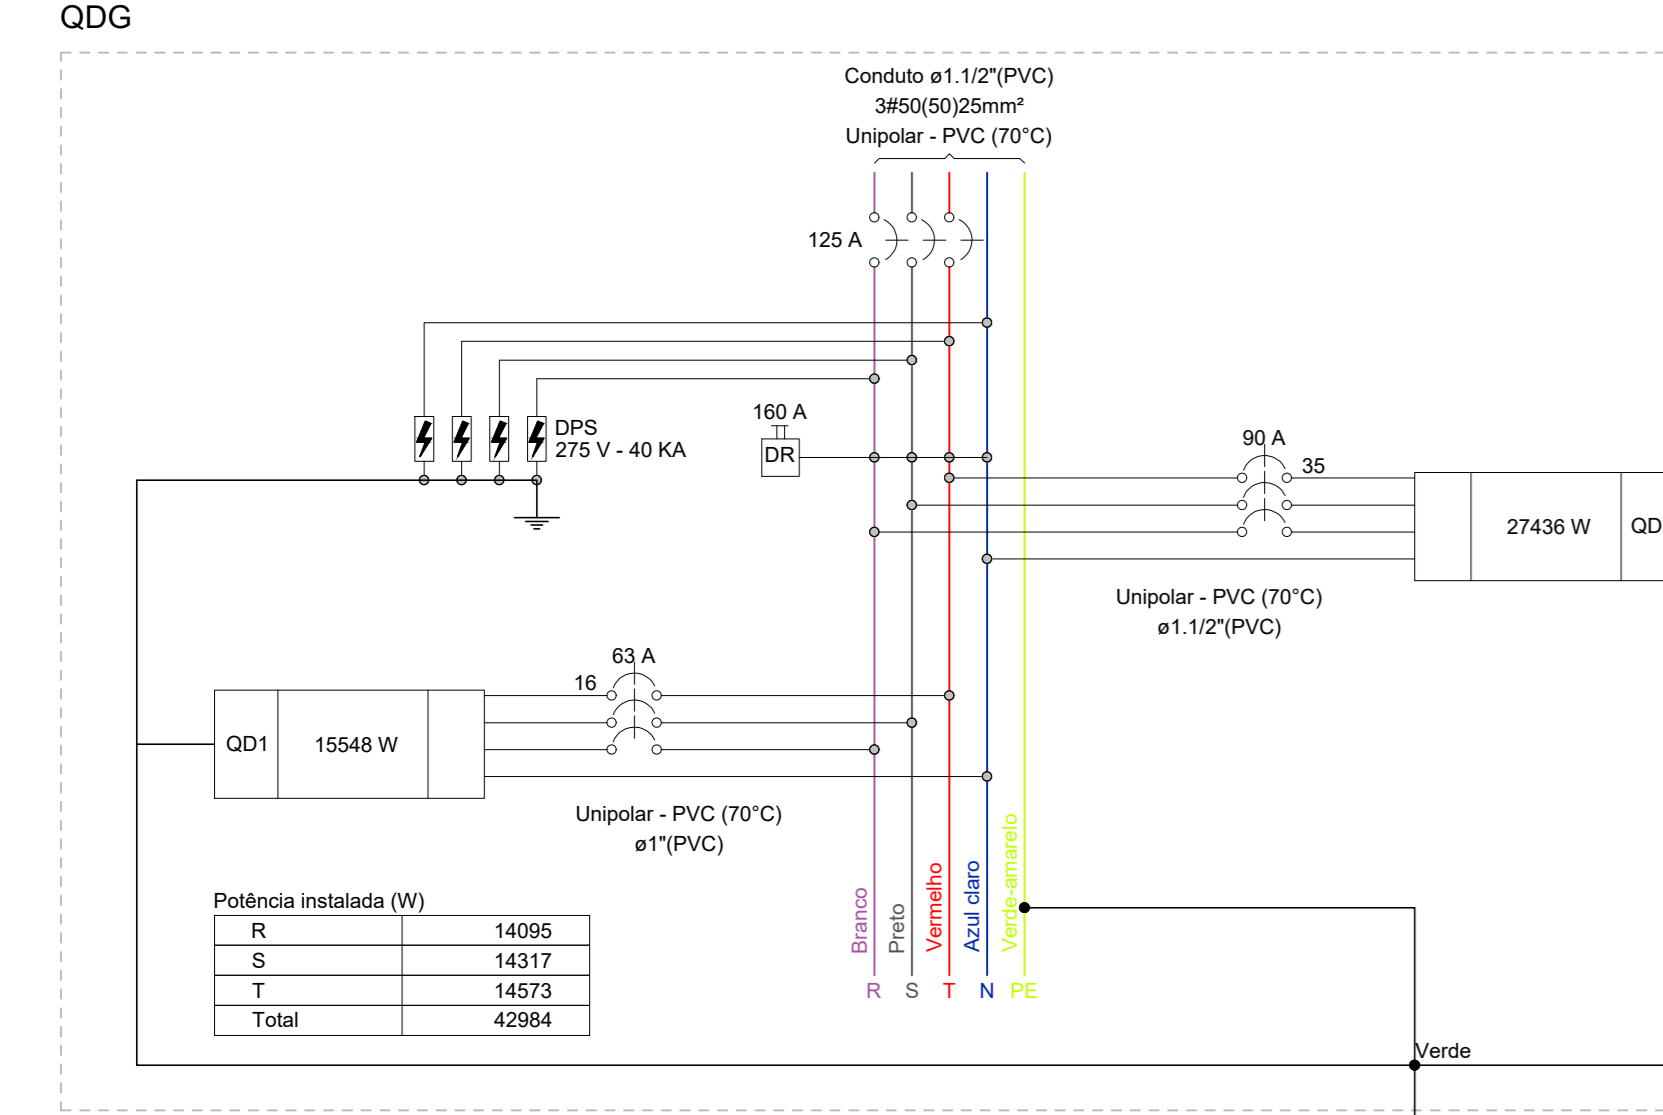 QDG
Conduto ø1.1/2"(PVC)
3#50(50)25mm²
Unipolar - PVC (70°C)
125 A
160 A
DR
DPS
275 V - 40 KA
90 A
35
27436 W
QD
Unipolar - PVC (70°C)
ø1.1/2"(PVC)
63 A
16
QD1
15548 W
Unipolar - PVC (70°C)
ø1"(PVC)
Potência instalada (W)
R 14095
S 14317
T 14573
Total 42984
Branco
Preto
Vermelho
Azul claro
Verde-amarelo
R S T N PE
Verde